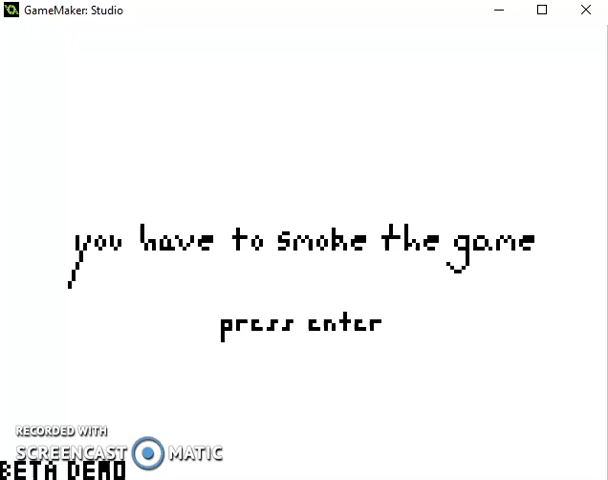 GameMaker: Studio
you have to smoke the game
press enter
RECORDED WITH
SCREENCAST MATIC
BETA DEMO